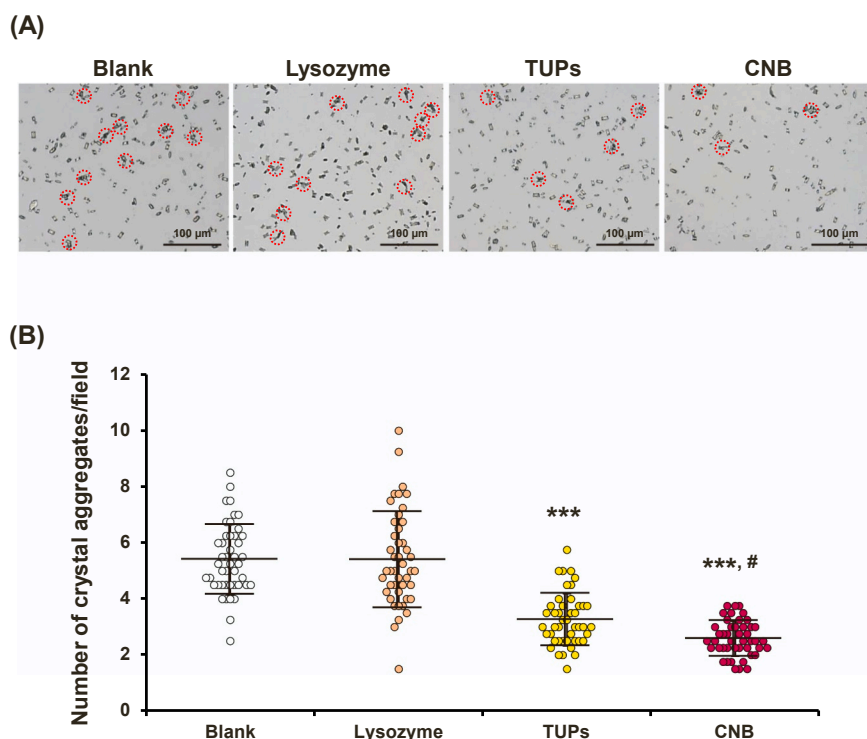 (A)
Blank Lysozyme TUPs CNB
100 µm 100 µm 100 µm 100 µm
(B)
Number of crystal aggregates/field
12
10
8
6
4
2
0
***
***, #
Blank Lysozyme TUPs CNB